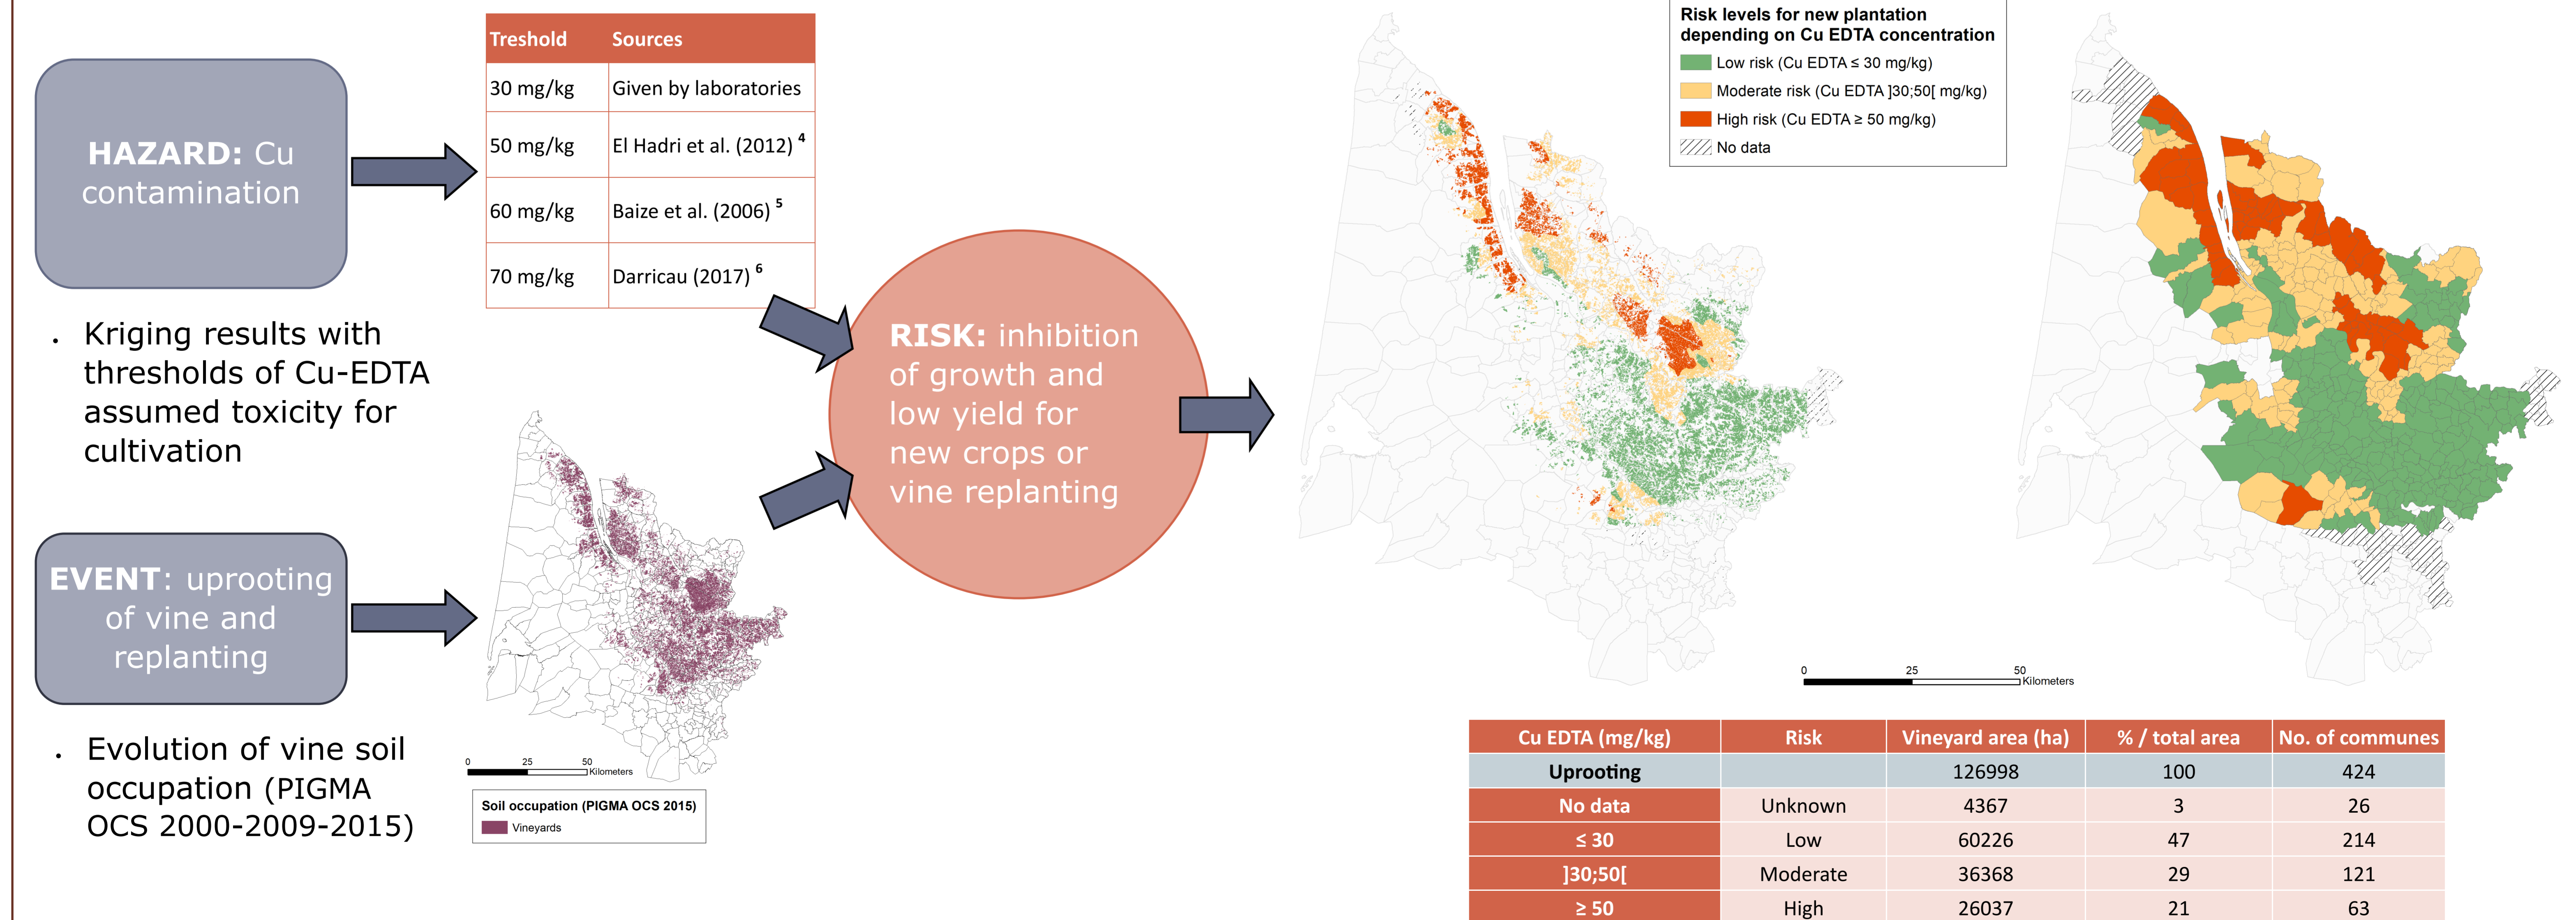 HAZARD: Cu
contamination
Treshold Sources
30 mg/kg Given by laboratories
50 mg/kg El Hadri et al. (2012) 4
60 mg/kg Baize et al. (2006) 5
70 mg/kg Darricau (2017) 6
• Kriging results with
thresholds of Cu-EDTA
assumed toxicity for
cultivation
EVENT: uprooting
of vine and
replanting
• Evolution of vine soil
occupation (PIGMA
OCS 2000-2009-2015)
0 25 50
Kilometers
Soil occupation (PIGMA OCS 2015)
Vineyards
RISK: inhibition
of growth and
low yield for
new crops or
vine replanting
Risk levels for new plantation
depending on Cu EDTA concentration
Low risk (Cu EDTA ≤ 30 mg/kg)
Moderate risk (Cu EDTA ]30;50[ mg/kg)
High risk (Cu EDTA ≥ 50 mg/kg)
No data
0 25 50
Kilometers
Cu EDTA (mg/kg) Risk Vineyard area (ha) % / total area No. of communes
Uprooting 126998 100 424
No data Unknown 4367 3 26
≤ 30 Low 60226 47 214
]30;50[ Moderate 36368 29 121
≥ 50 High 26037 21 63